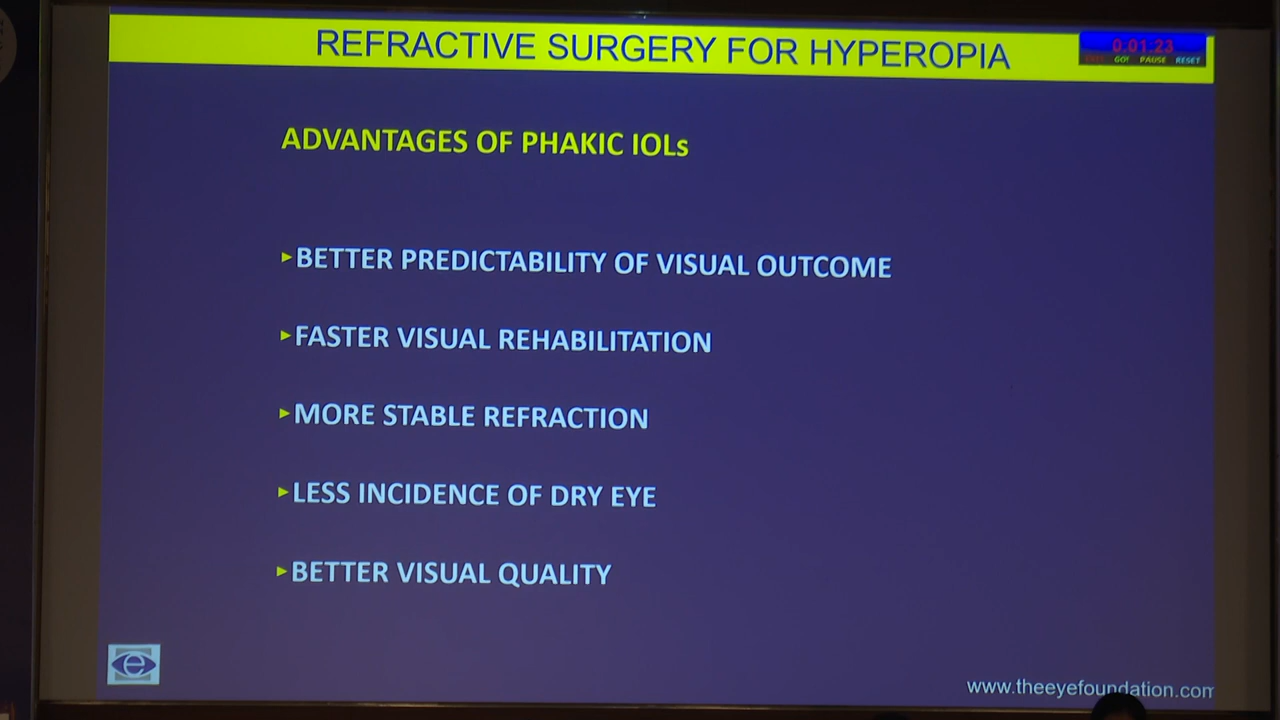 REFRACTIVE SURGERY FOR HYPEROPIA
0.01.23
GO! PAUSE RESET
ADVANTAGES OF PHAKIC IOLs
►BETTER PREDICTABILITY OF VISUAL OUTCOME
►FASTER VISUAL REHABILITATION
►MORE STABLE REFRACTION
►LESS INCIDENCE OF DRY EYE
►BETTER VISUAL QUALITY
e
www.theeyefoundation.com